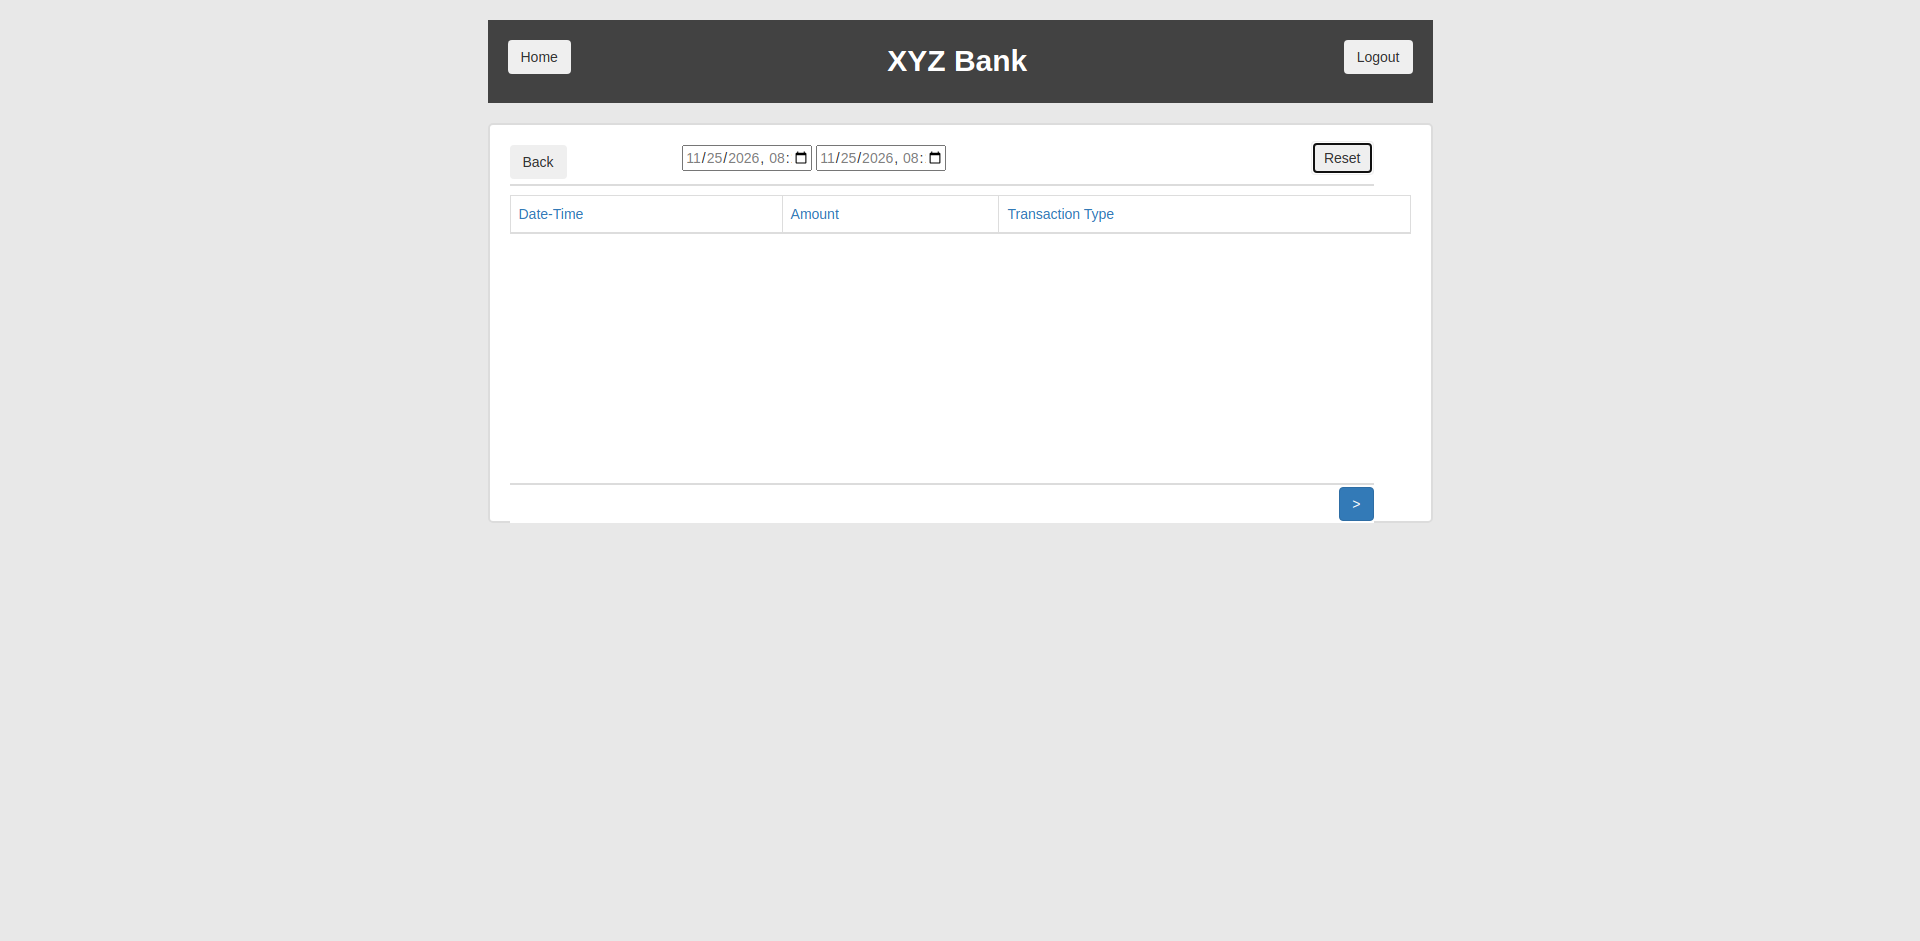 Home
XYZ Bank
Logout
Back
11/25/2026, 08:
11/25/2026, 08:
Reset
Date-Time
Amount
Transaction Type
>